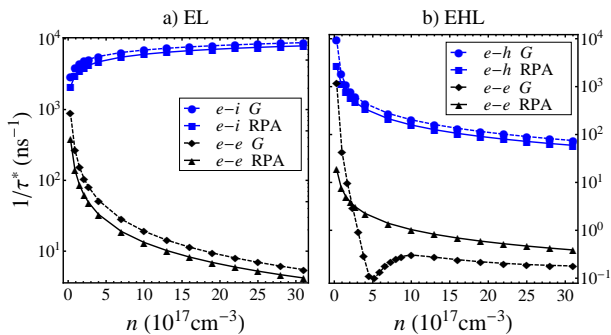 a) EL
b) EHL
1/τ* (ns⁻¹)
10⁴
10³
10²
10¹
e−i G
e−i RPA
e−e G
e−e RPA
0 5 10 15 20 25 30
n (10¹⁷cm⁻³)
e−h G
e−h RPA
e−e G
e−e RPA
10⁴
10³
10²
10¹
10⁰
10⁻¹
0 5 10 15 20 25 30
n (10¹⁷cm⁻³)